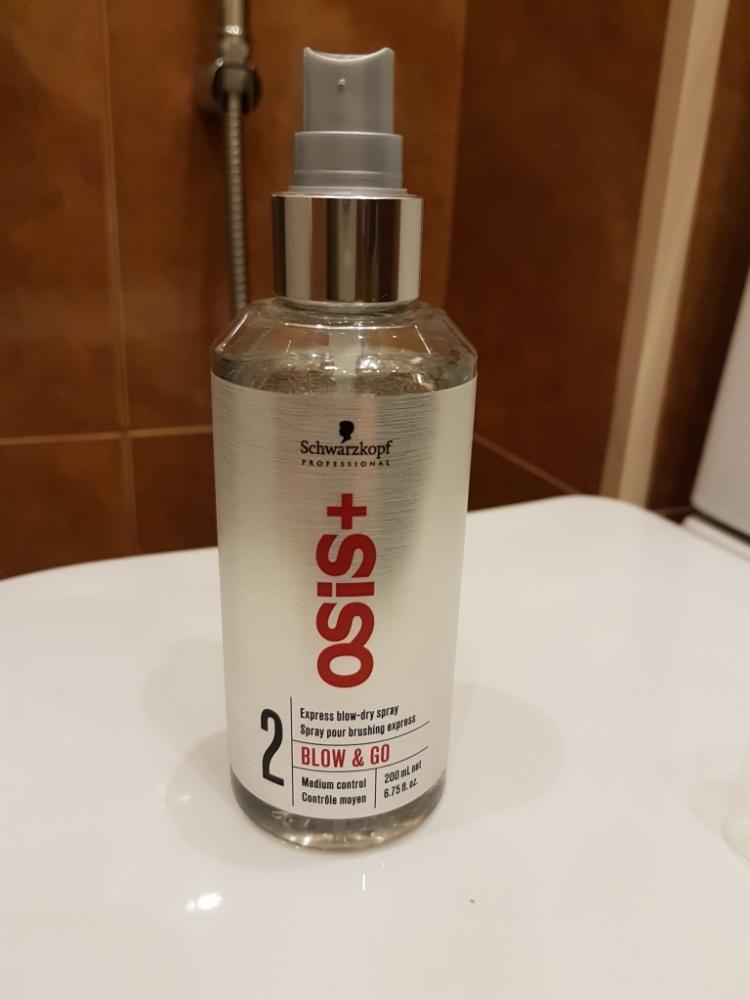 Schwarzkopf
PROFESSIONAL
OSiS+
2
Express blow-dry spray
Spray pour brushing express
BLOW & GO
Medium control
Contrôle moyen
200 mL net
6.75 fl. oz.